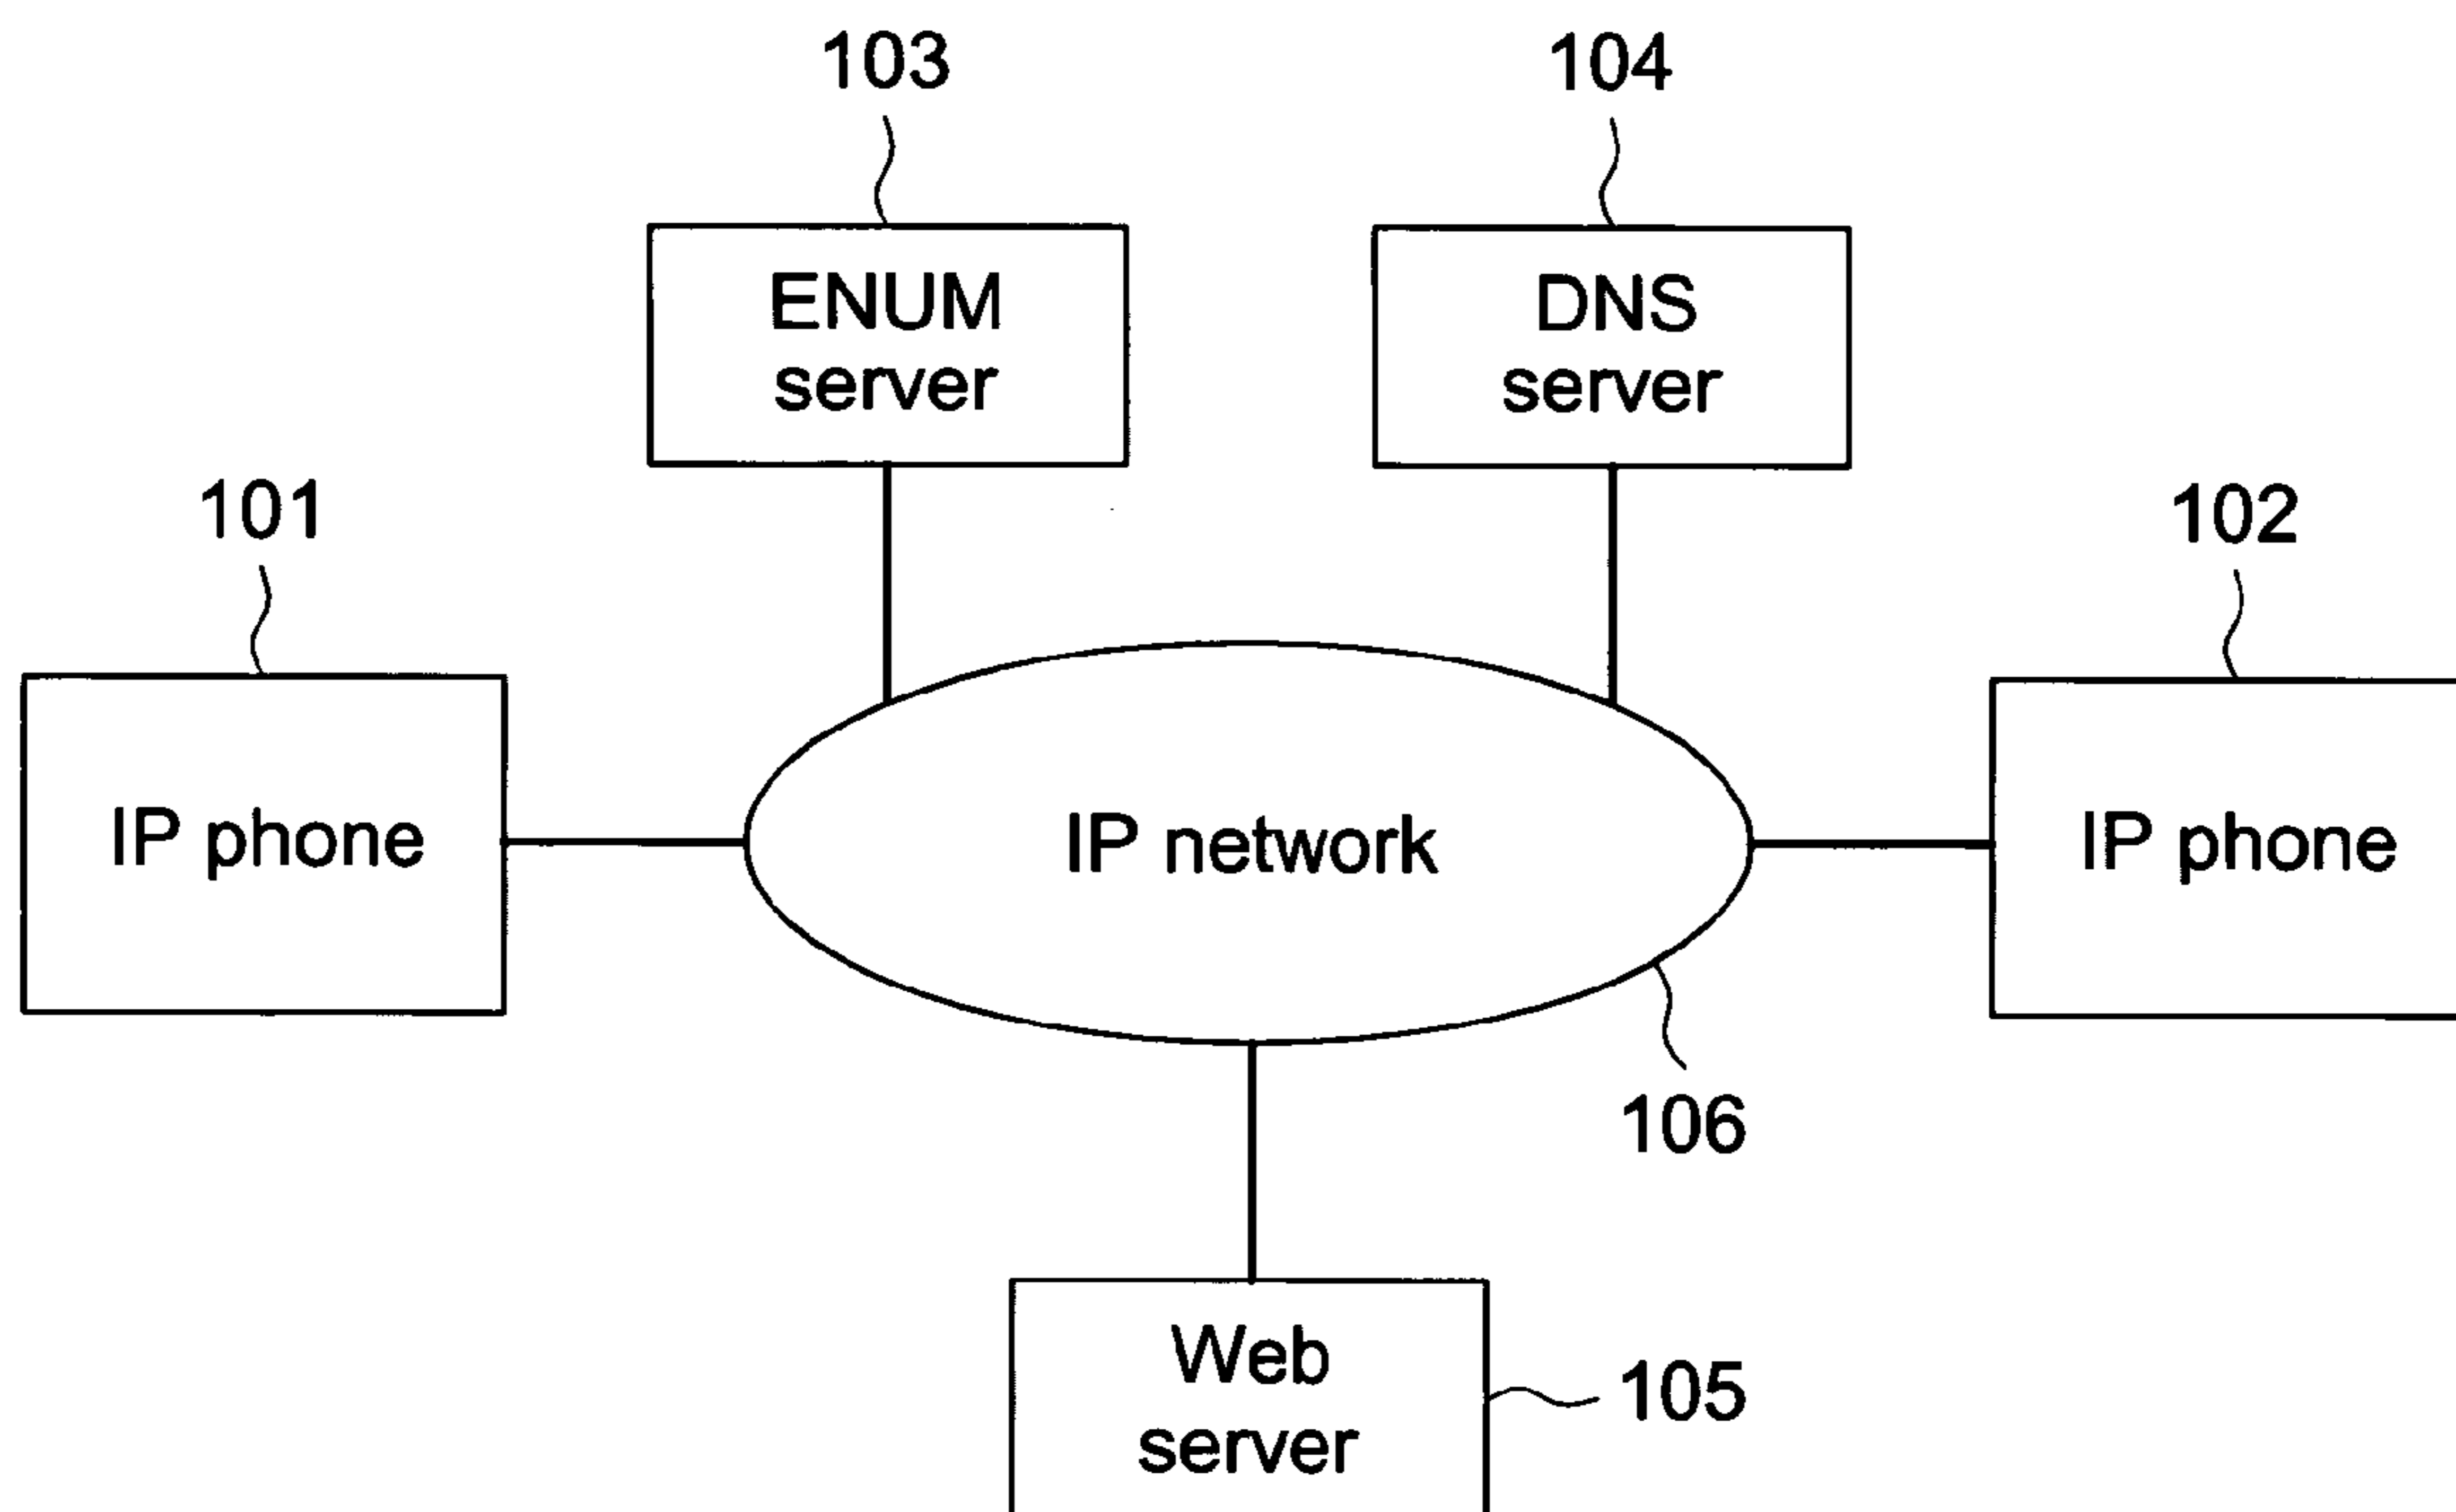 103
104
ENUM
server
DNS
server
101
102
IP phone
IP network
IP phone
106
Web
server
105